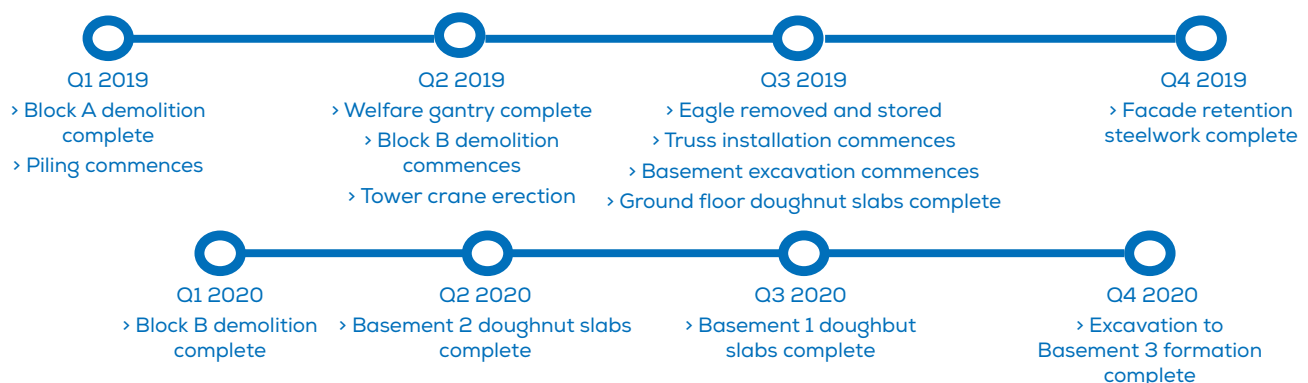 Q1 2019
> Block A demolition
complete
> Piling commences
Q2 2019
> Welfare gantry complete
> Block B demolition
commences
> Tower crane erection
Q3 2019
> Eagle removed and stored
> Truss installation commences
> Basement excavation commences
> Ground floor doughnut slabs complete
Q4 2019
> Facade retention
steelwork complete
Q1 2020
> Block B demolition
complete
Q2 2020
> Basement 2 doughnut slabs
complete
Q3 2020
> Basement 1 doughbut
slabs complete
Q4 2020
> Excavation to
Basement 3 formation
complete